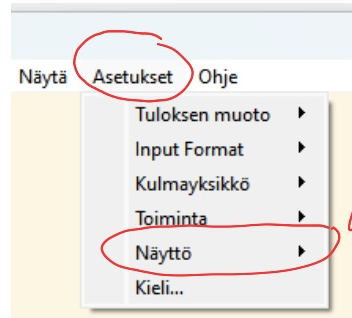 Näytä Asetukset Ohje
Tuloksen muoto
Input Format
Kulmayksikkö
Toiminta
Näyttö
Kieli...